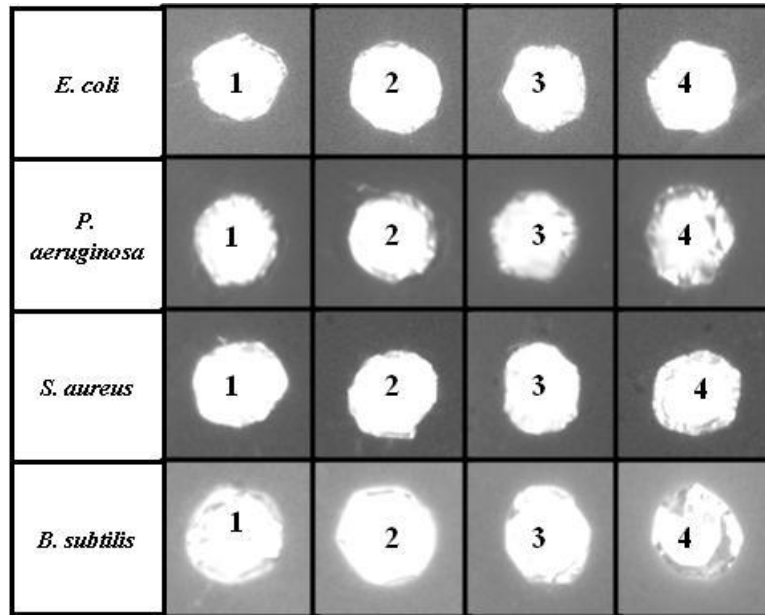 E. coli
1 2 3 4
P.
aeruginosa
1 2 3 4
S. aureus
1 2 3 4
B. subtilis
1 2 3 4